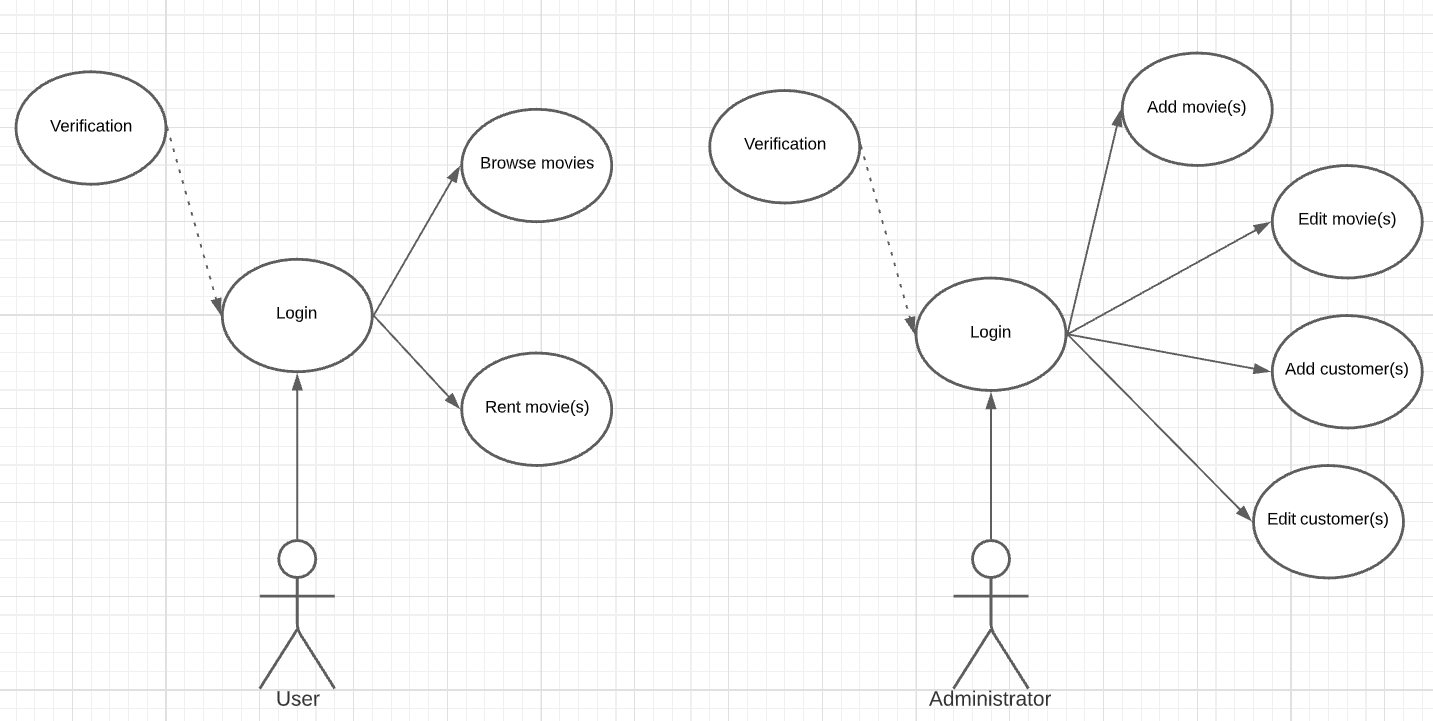 Verification
Browse movies
Login
Rent movie(s)
User
Add movie(s)
Verification
Edit movie(s)
Login
Add customer(s)
Edit customer(s)
Administrator